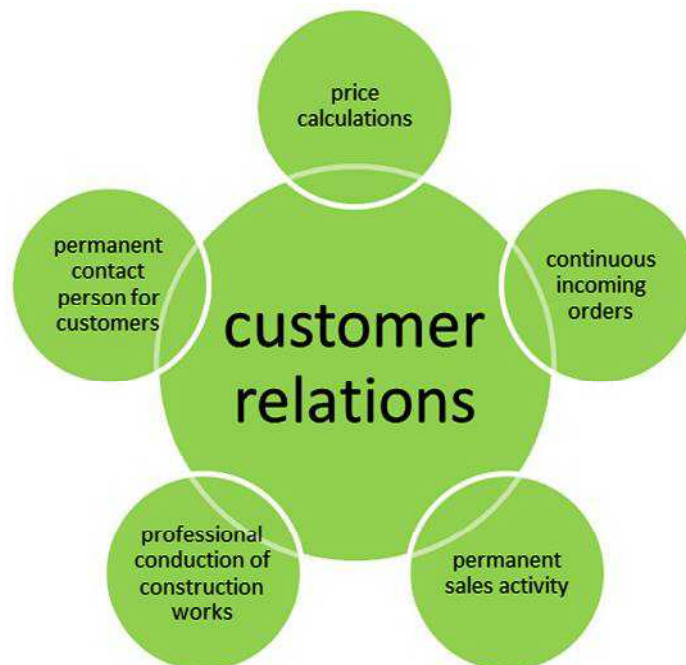 price
calculations
permanent
contact
person for
customers
continuous
incoming
orders
customer
relations
professional
conduction of
construction
works
permanent
sales activity